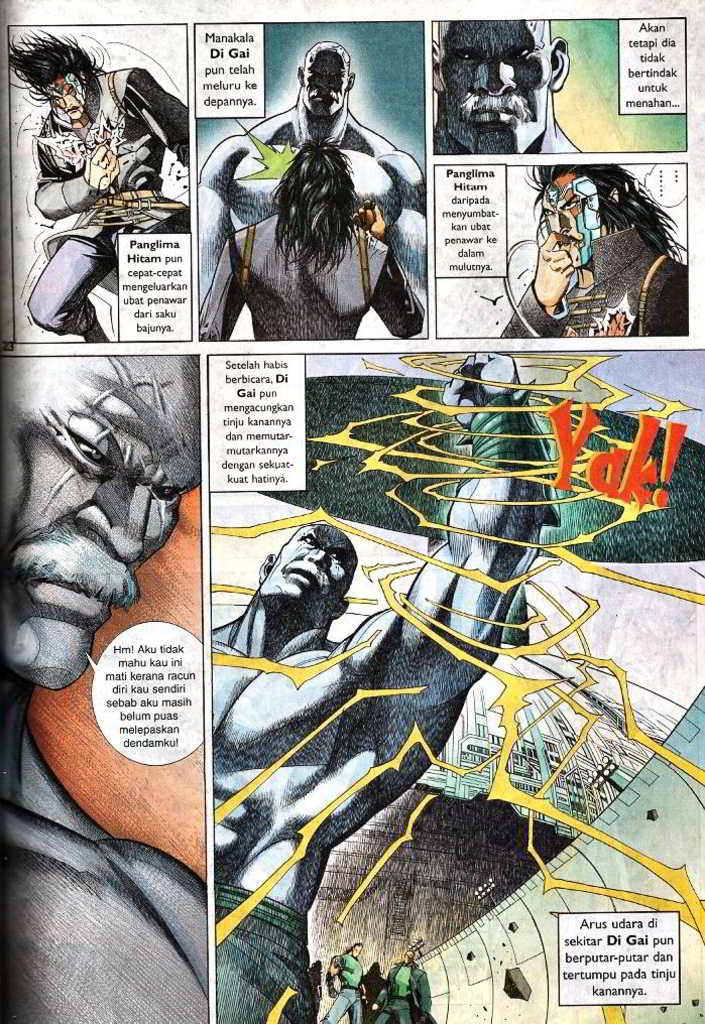 Panglima
Hitam pun
cepat-cepat
mengeluarkan
ubat penawar
dari saku
bajunya.
Manakala
Di Gai
pun telah
meluru ke
depannya.
Akan
tetapi dia
tidak
bertindak
untuk
menahan...
Panglima
Hitam
daripada
menyumbat-
kan ubat
penawar ke
dalam
mulutnya.
23
Hm! Aku tidak
mahu kau ini
mati kerana racun
diri kau sendiri
sebab aku masih
belum puas
melepaskan
dendamku!
Setelah habis
berbicara, Di
Gai pun
mengacungkan
tinju kanannya
dan memutar-
mutarkannya
dengan sekuat-
kuat hatinya.
Yak!
Arus udara di
sekitar Di Gai pun
berputar-putar dan
tertumpu pada tinju
kanannya.